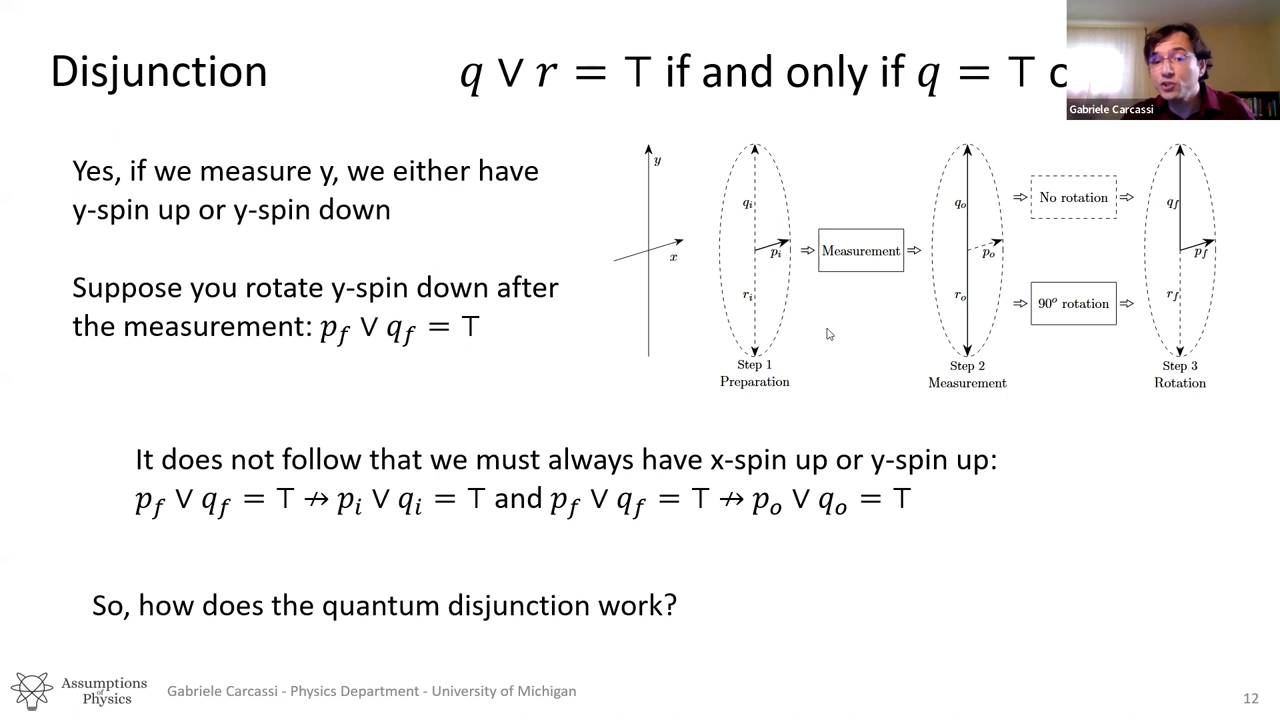 Disjunction
q ∨ r = ⊤ if and only if q = ⊤
Gabriele Carcassi
Yes, if we measure y, we either have
y-spin up or y-spin down
Suppose you rotate y-spin down after
the measurement: p_f ∨ q_f = ⊤
y
x
q_i
p_i
r_i
Step 1
Preparation
⇒ Measurement ⇒
q_o
p_o
r_o
Step 2
Measurement
⇒ No rotation ⇒
⇒ 90° rotation ⇒
q_f
p_f
r_f
Step 3
Rotation
It does not follow that we must always have x-spin up or y-spin up:
p_f ∨ q_f = ⊤ ↛ p_i ∨ q_i = ⊤ and p_f ∨ q_f = ⊤ ↛ p_o ∨ q_o = ⊤
So, how does the quantum disjunction work?
Assumptions
of
Physics
Gabriele Carcassi - Physics Department - University of Michigan
12